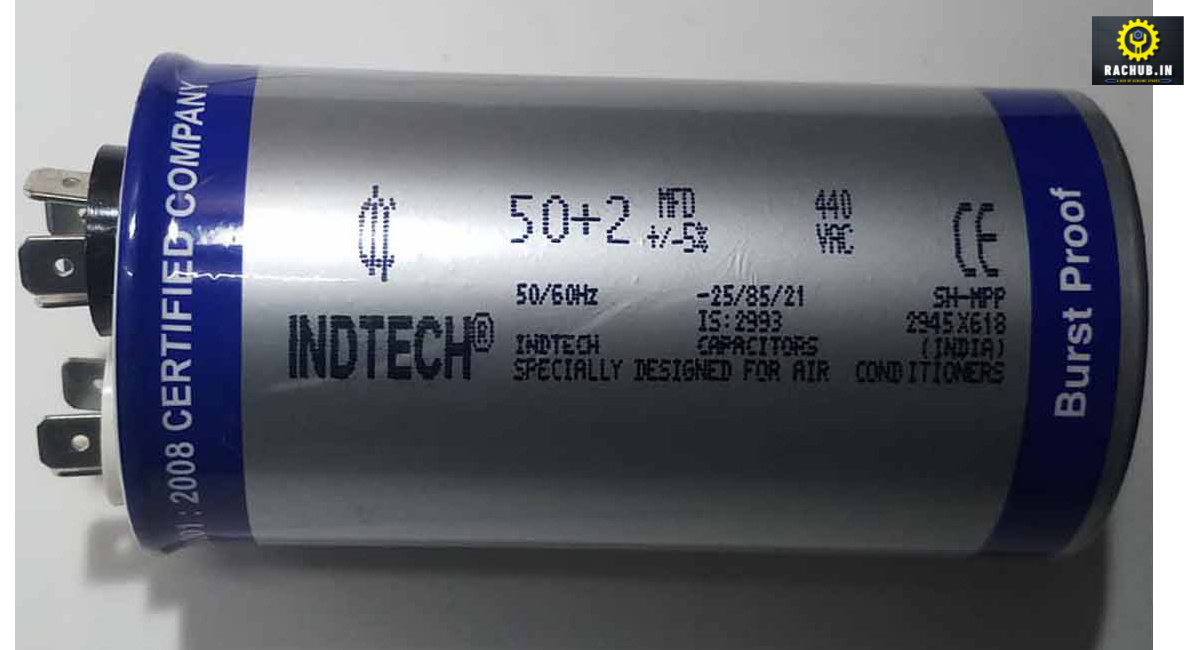 RACHUB.IN
: 2008 CERTIFIED COMPANY
50+2 MFD +/-5%
440 VAC
CE
50/60Hz -25/85/21 SH-MPP
IS:2993 2945X618
INDTECH®
INDTECH CAPACITORS (INDIA)
SPECIALLY DESIGNED FOR AIR CONDITIONERS
Burst Proof